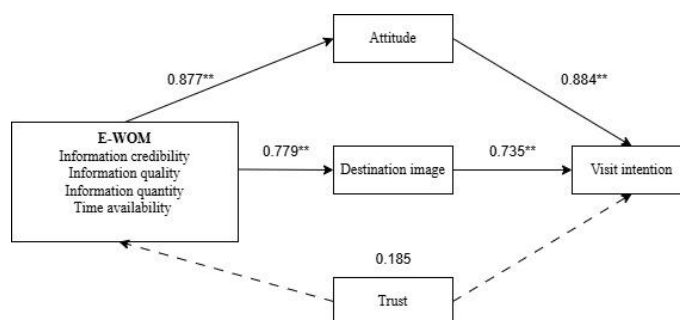 Attitude
0.877**
0.884**
E-WOM
Information credibility
Information quality
Information quantity
Time availability
0.779**
Destination image
0.735**
Visit intention
0.185
Trust